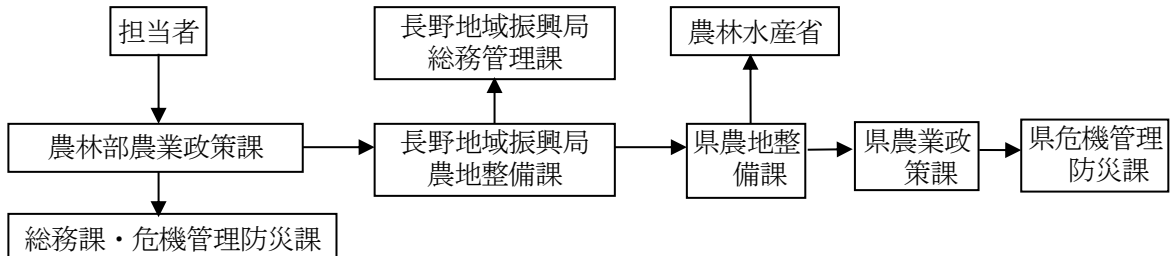 担当者
長野地域振興局
総務管理課
農林水産省
農林部農業政策課
長野地域振興局
農地整備課
県農地整
備課
県農業政
策課
県危機管理
防災課
総務課・危機管理防災課